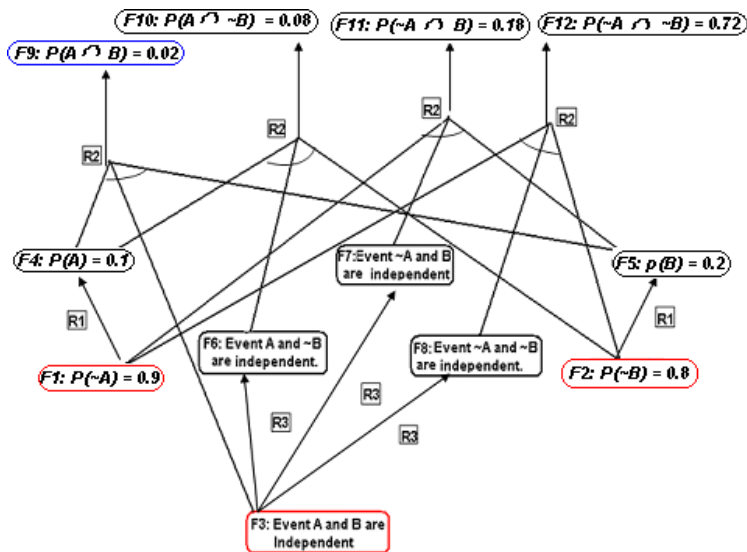 F10: P(A ∩ ~B) = 0.08
F11: P(~A ∩ B) = 0.18
F12: P(~A ∩ ~B) = 0.72
F9: P(A ∩ B) = 0.02
R2
R2
R2
R2
F4: P(A) = 0.1
F7:Event ~A and B
are independent
F5: p(B) = 0.2
R1
R1
F6: Event A and ~B
are independent.
F8: Event ~A and ~B
are independent.
F1: P(~A) = 0.9
F2: P(~B) = 0.8
R3
R3
R3
F3: Event A and B are
Independent